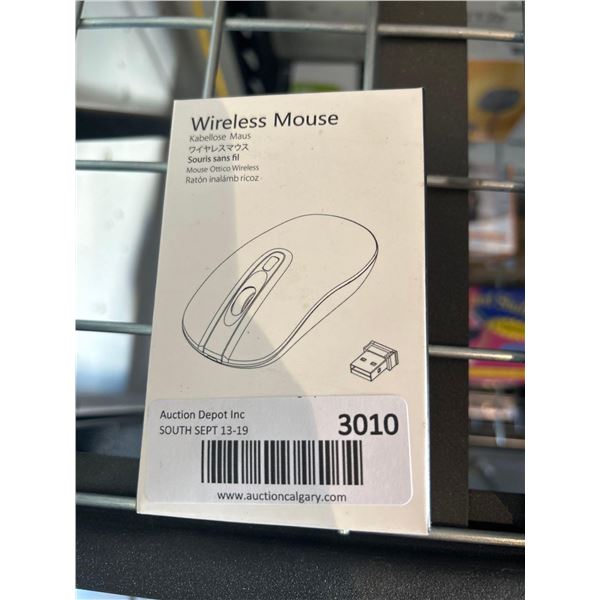 Wireless Mouse
Kabellose Maus
ワイヤレスマウス
Souris sans fil
Mouse Ottico Wireless
Ratón inalámb ricoz
Auction Depot Inc
SOUTH SEPT 13-19
3010
www.auctioncalgary.com